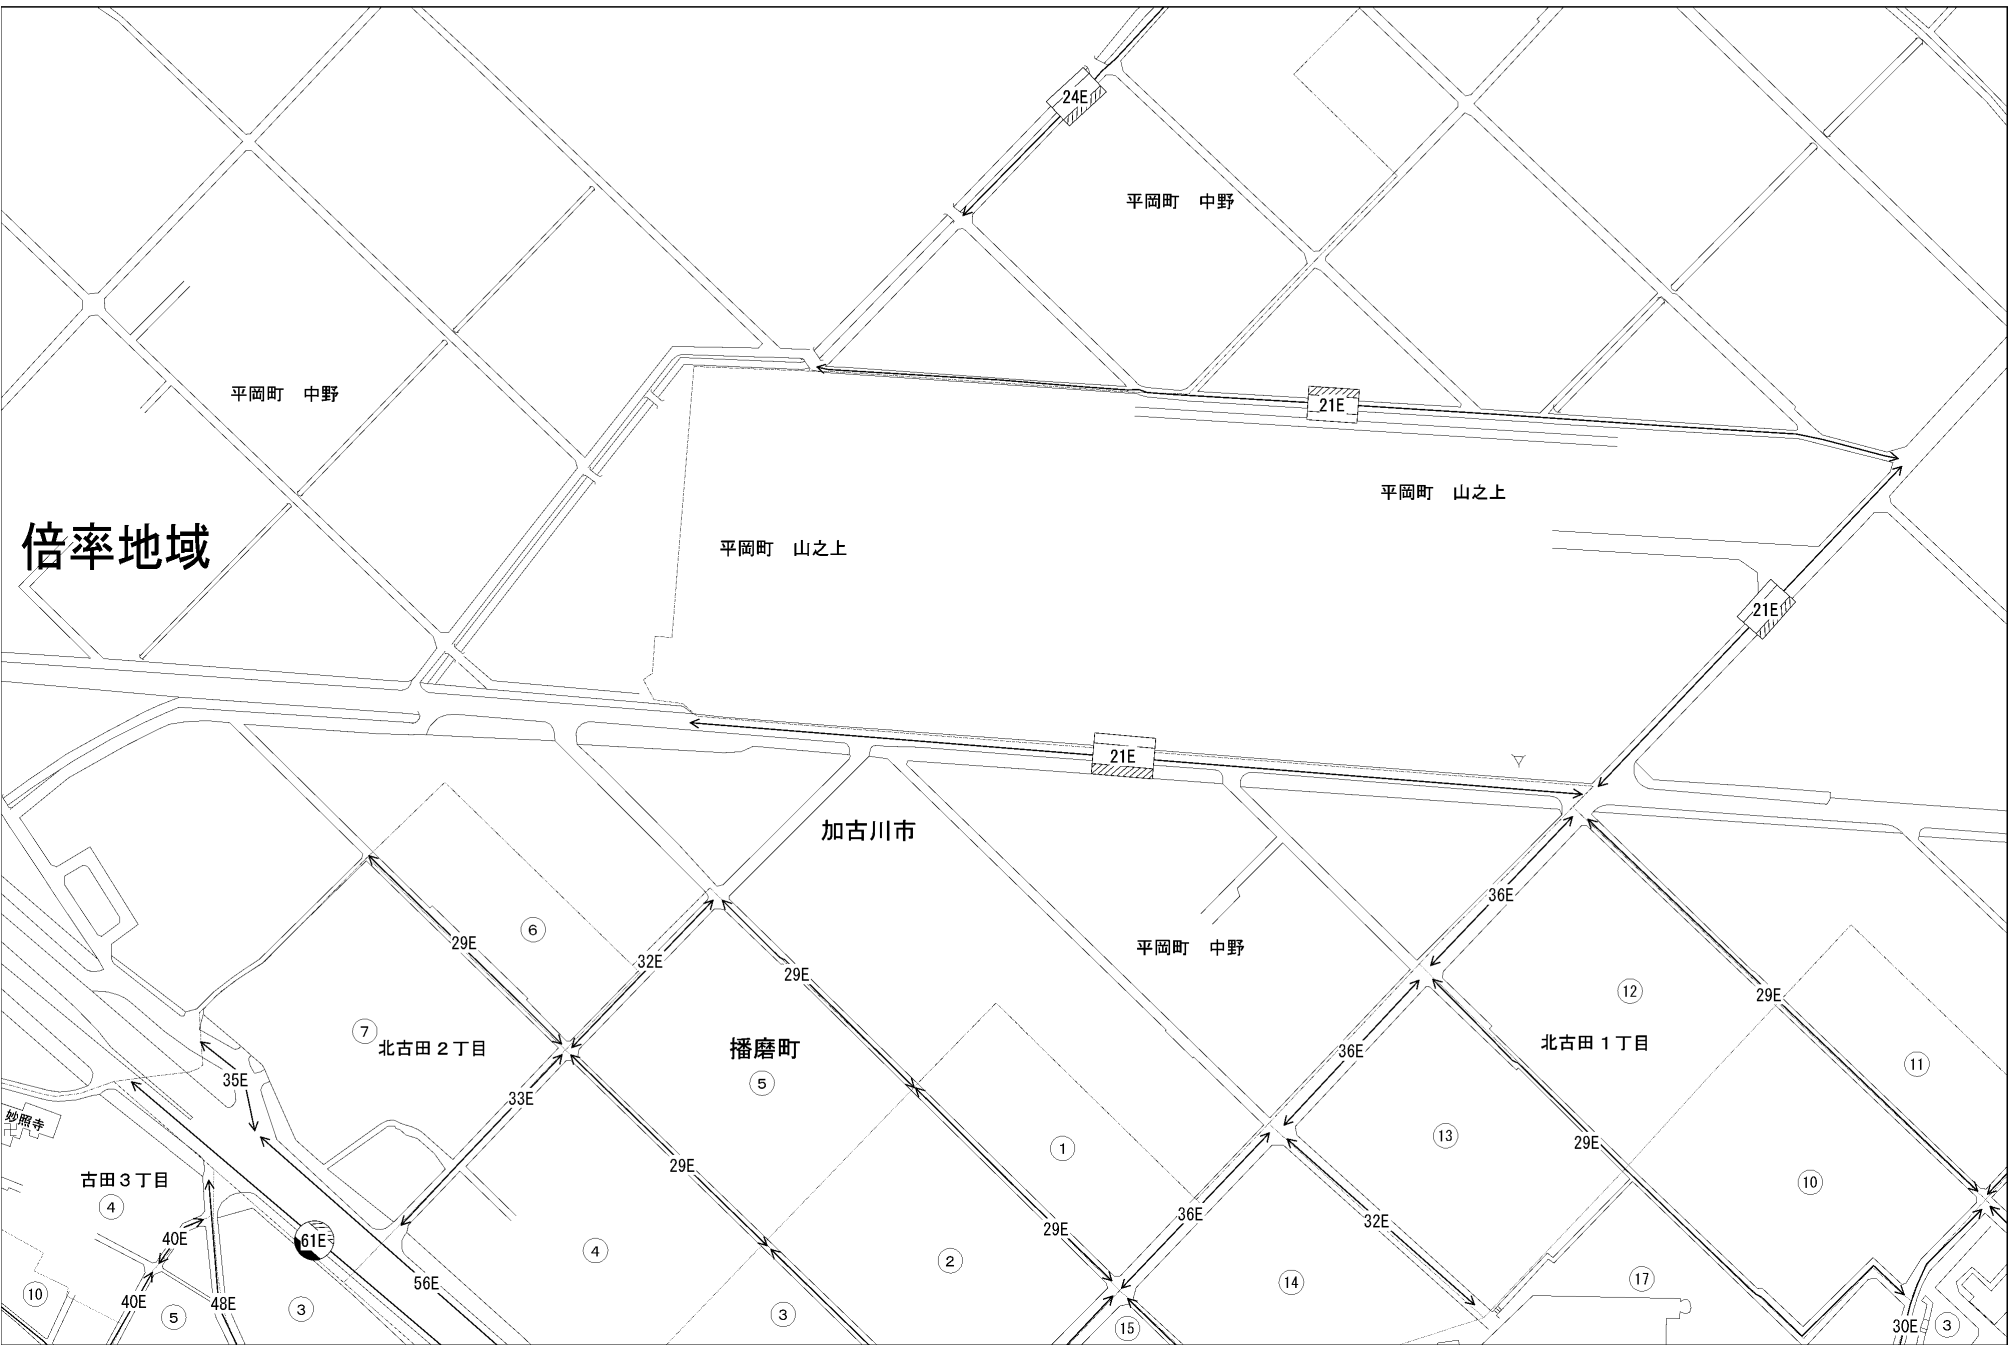 24E
平岡町　中野
平岡町　中野
21E
平岡町　山之上
倍率地域
平岡町　山之上
21E
21E
加古川市
36E
⑥
29E
32E
29E
平岡町　中野
⑫
29E
⑦
北古田２丁目
播磨町
⑤
36E
北古田１丁目
⑪
35E
33E
妙照寺
①
⑬
29E
29E
古田３丁目
④
⑩
36E
32E
29E
40E
61E
④
②
56E
⑭
⑰
⑩
40E
48E
③
⑤
③
⑮
30E
③